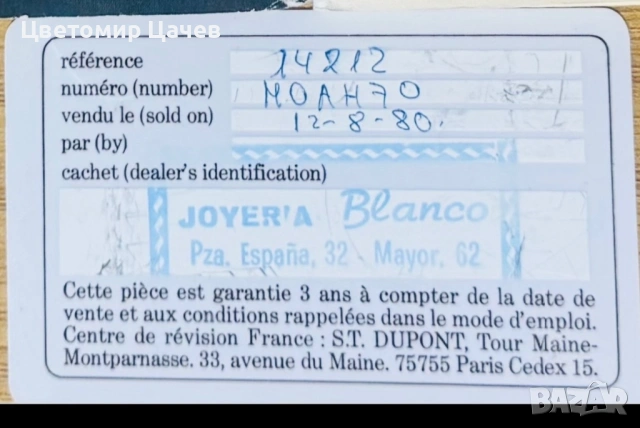 Цветомир Цачев
référence 14212
numéro (number) MOAH70
vendu le (sold on) 12-8-80.
par (by)
cachet (dealer's identification)
JOYER'A Blanco
Pza. España, 32 - Mayor, 62
Cette pièce est garantie 3 ans à compter de la date de
vente et aux conditions rappelées dans le mode d'emploi.
Centre de révision France : S.T. DUPONT, Tour Maine-
Montparnasse. 33, avenue du Maine. 75755 Paris Cedex 15.
BAZAR